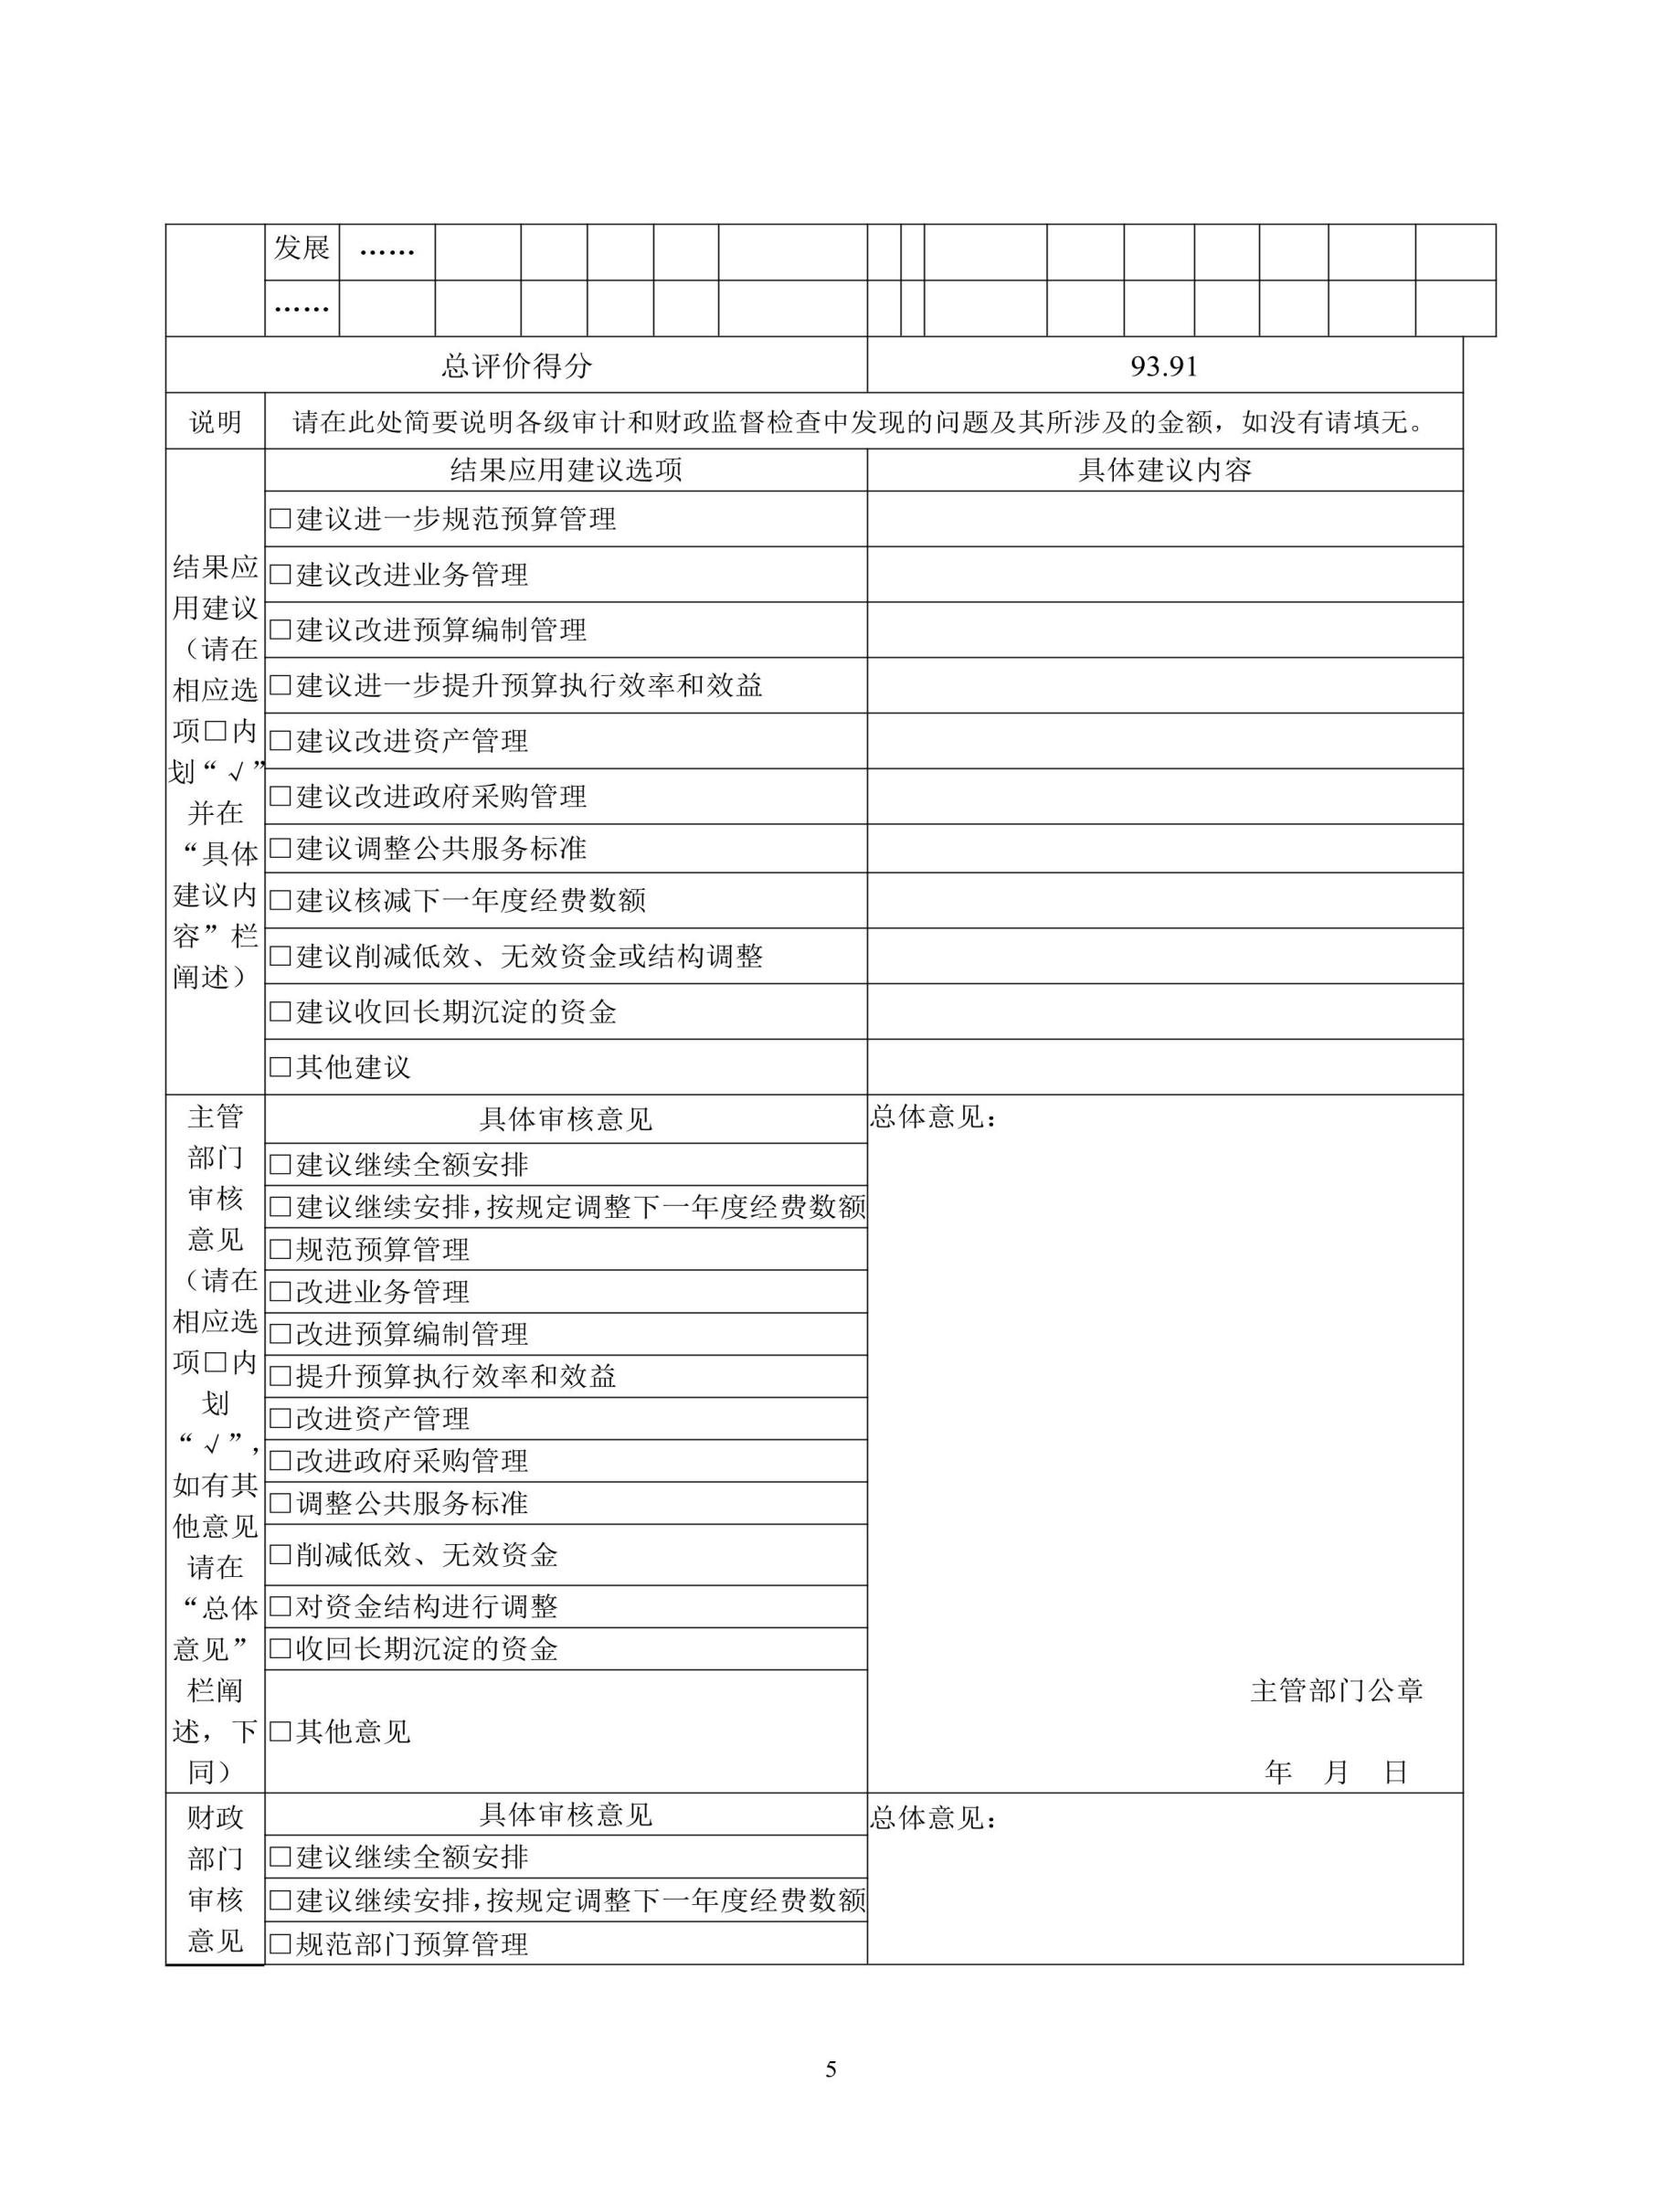 发展 ……
……
总评价得分 93.91
说明 请在此处简要说明各级审计和财政监督检查中发现的问题及其所涉及的金额，如没有请填无。
结果应
用建议
（请在
相应选
项□内
划“√”
并在
“具体
建议内
容”栏
阐述）
结果应用建议选项 具体建议内容
□建议进一步规范预算管理
□建议改进业务管理
□建议改进预算编制管理
□建议进一步提升预算执行效率和效益
□建议改进资产管理
□建议改进政府采购管理
□建议调整公共服务标准
□建议核减下一年度经费数额
□建议削减低效、无效资金或结构调整
□建议收回长期沉淀的资金
□其他建议
主管
部门
审核
意见
（请在
相应选
项□内
划
“√”，
如有其
他意见
请在
“总体
意见”
栏阐
述，下
同）
具体审核意见
□建议继续全额安排
□建议继续安排，按规定调整下一年度经费数额
□规范预算管理
□改进业务管理
□改进预算编制管理
□提升预算执行效率和效益
□改进资产管理
□改进政府采购管理
□调整公共服务标准
□削减低效、无效资金
□对资金结构进行调整
□收回长期沉淀的资金
□其他意见
总体意见：
主管部门公章
年 月 日
财政
部门
审核
意见
具体审核意见
□建议继续全额安排
□建议继续安排，按规定调整下一年度经费数额
□规范部门预算管理
总体意见：
5